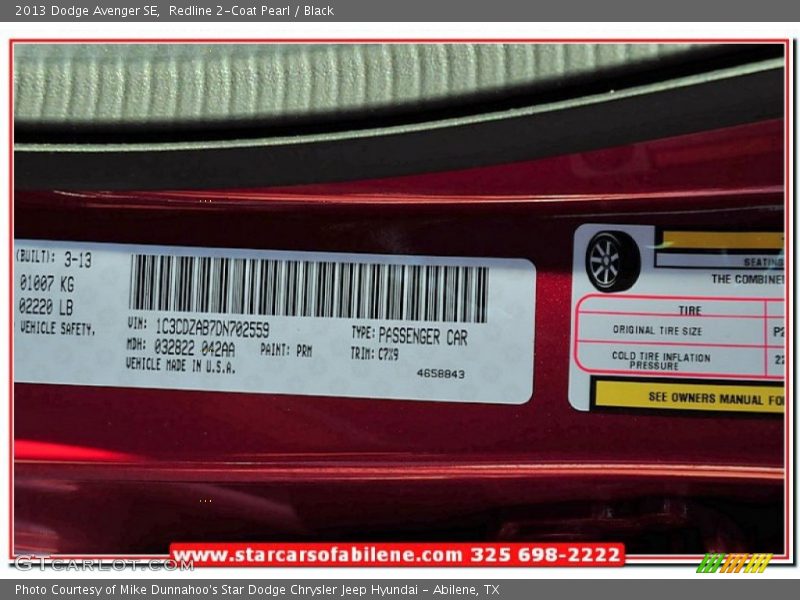 2013 Dodge Avenger SE,  Redline 2-Coat Pearl / Black
(BUILT): 3-13
01007 KG
02220 LB
VEHICLE SAFETY.
VIN: 1C3CDZAB7DN702559
TYPE: PASSENGER CAR
MDH: 032822 042AA
PAINT: PRM
TRIM: C7X9
VEHICLE MADE IN U.S.A.
4658843
SEATING
THE COMBINE
TIRE
ORIGINAL TIRE SIZE
P2
COLD TIRE INFLATION
PRESSURE
22
SEE OWNERS MANUAL FO
www.starcarsofabilene.com 325 698-2222
GTcarlot.com
Photo Courtesy of Mike Dunnahoo's Star Dodge Chrysler Jeep Hyundai - Abilene, TX